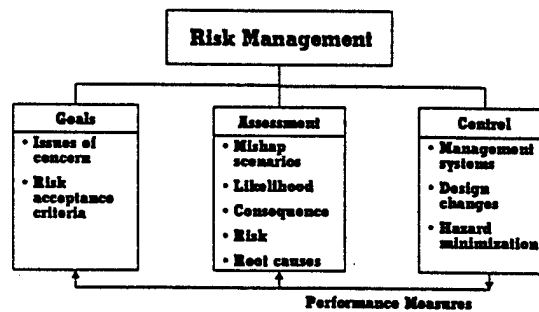 Risk Management
Goals
• Issues of
concern
• Risk
acceptance
criteria
Assessment
• Mishap
scenarios
• Likelihood
• Consequence
• Risk
• Root causes
Control
• Management
systems
• Design
changes
• Hazard
minimization
Performance Measures